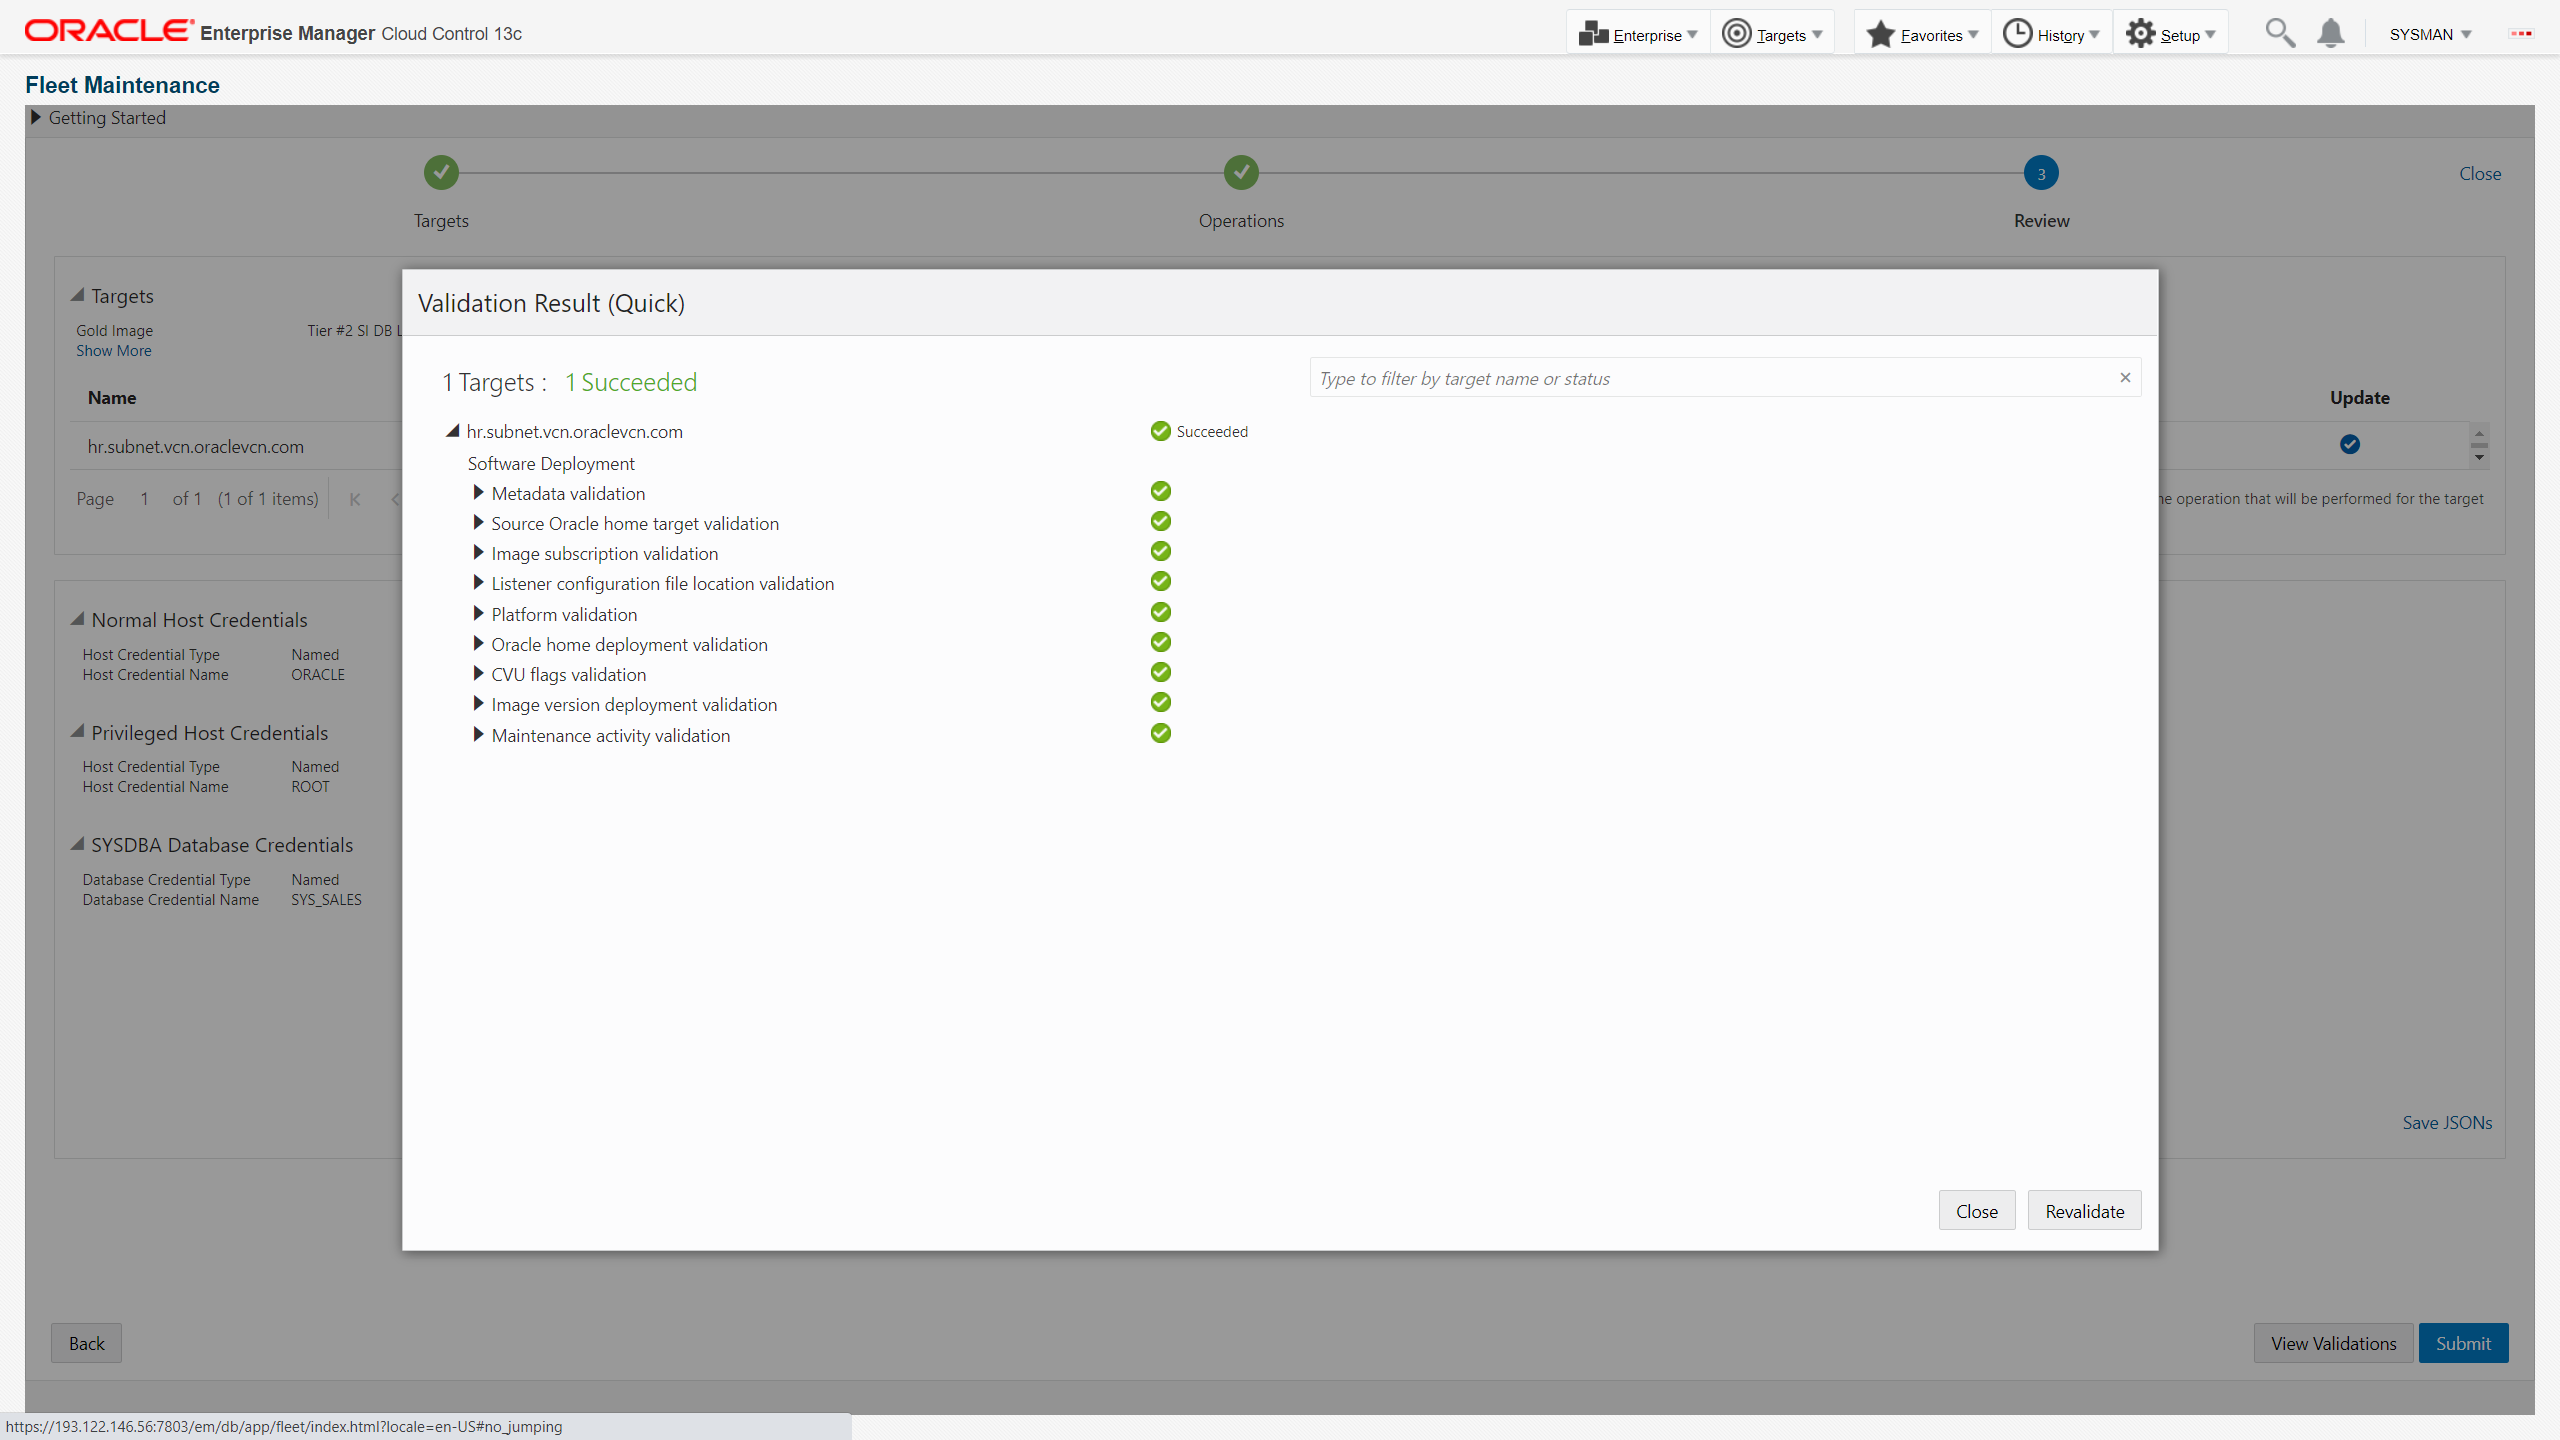 ORACLE Enterprise Manager Cloud Control 13c
Enterprise
Targets
Favorites
History
Setup
SYSMAN
Fleet Maintenance
Getting Started
3
Close
Targets
Operations
Review
Targets
Gold Image
Tier #2 SI DB L
Show More
Name
Update
hr.subnet.vcn.oraclevcn.com
Page 1 of 1 (1 of 1 items)
he operation that will be performed for the target
Validation Result (Quick)
1 Targets : 1 Succeeded
Type to filter by target name or status
hr.subnet.vcn.oraclevcn.com
Succeeded
Software Deployment
Metadata validation
Source Oracle home target validation
Image subscription validation
Listener configuration file location validation
Platform validation
Oracle home deployment validation
CVU flags validation
Image version deployment validation
Maintenance activity validation
Close
Revalidate
Normal Host Credentials
Host Credential Type Named
Host Credential Name ORACLE
Privileged Host Credentials
Host Credential Type Named
Host Credential Name ROOT
SYSDBA Database Credentials
Database Credential Type Named
Database Credential Name SYS_SALES
Save JSONs
Back
View Validations
Submit
https://193.122.146.56:7803/em/db/app/fleet/index.html?locale=en-US#no_jumping